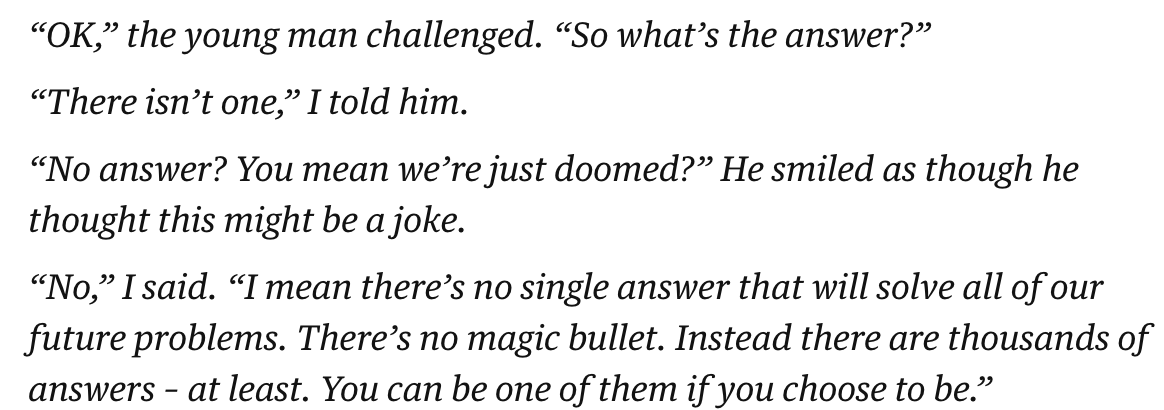 “OK,” the young man challenged. “So what’s the answer?”
“There isn’t one,” I told him.
“No answer? You mean we’re just doomed?” He smiled as though he
thought this might be a joke.
“No,” I said. “I mean there’s no single answer that will solve all of our
future problems. There’s no magic bullet. Instead there are thousands of
answers – at least. You can be one of them if you choose to be.”